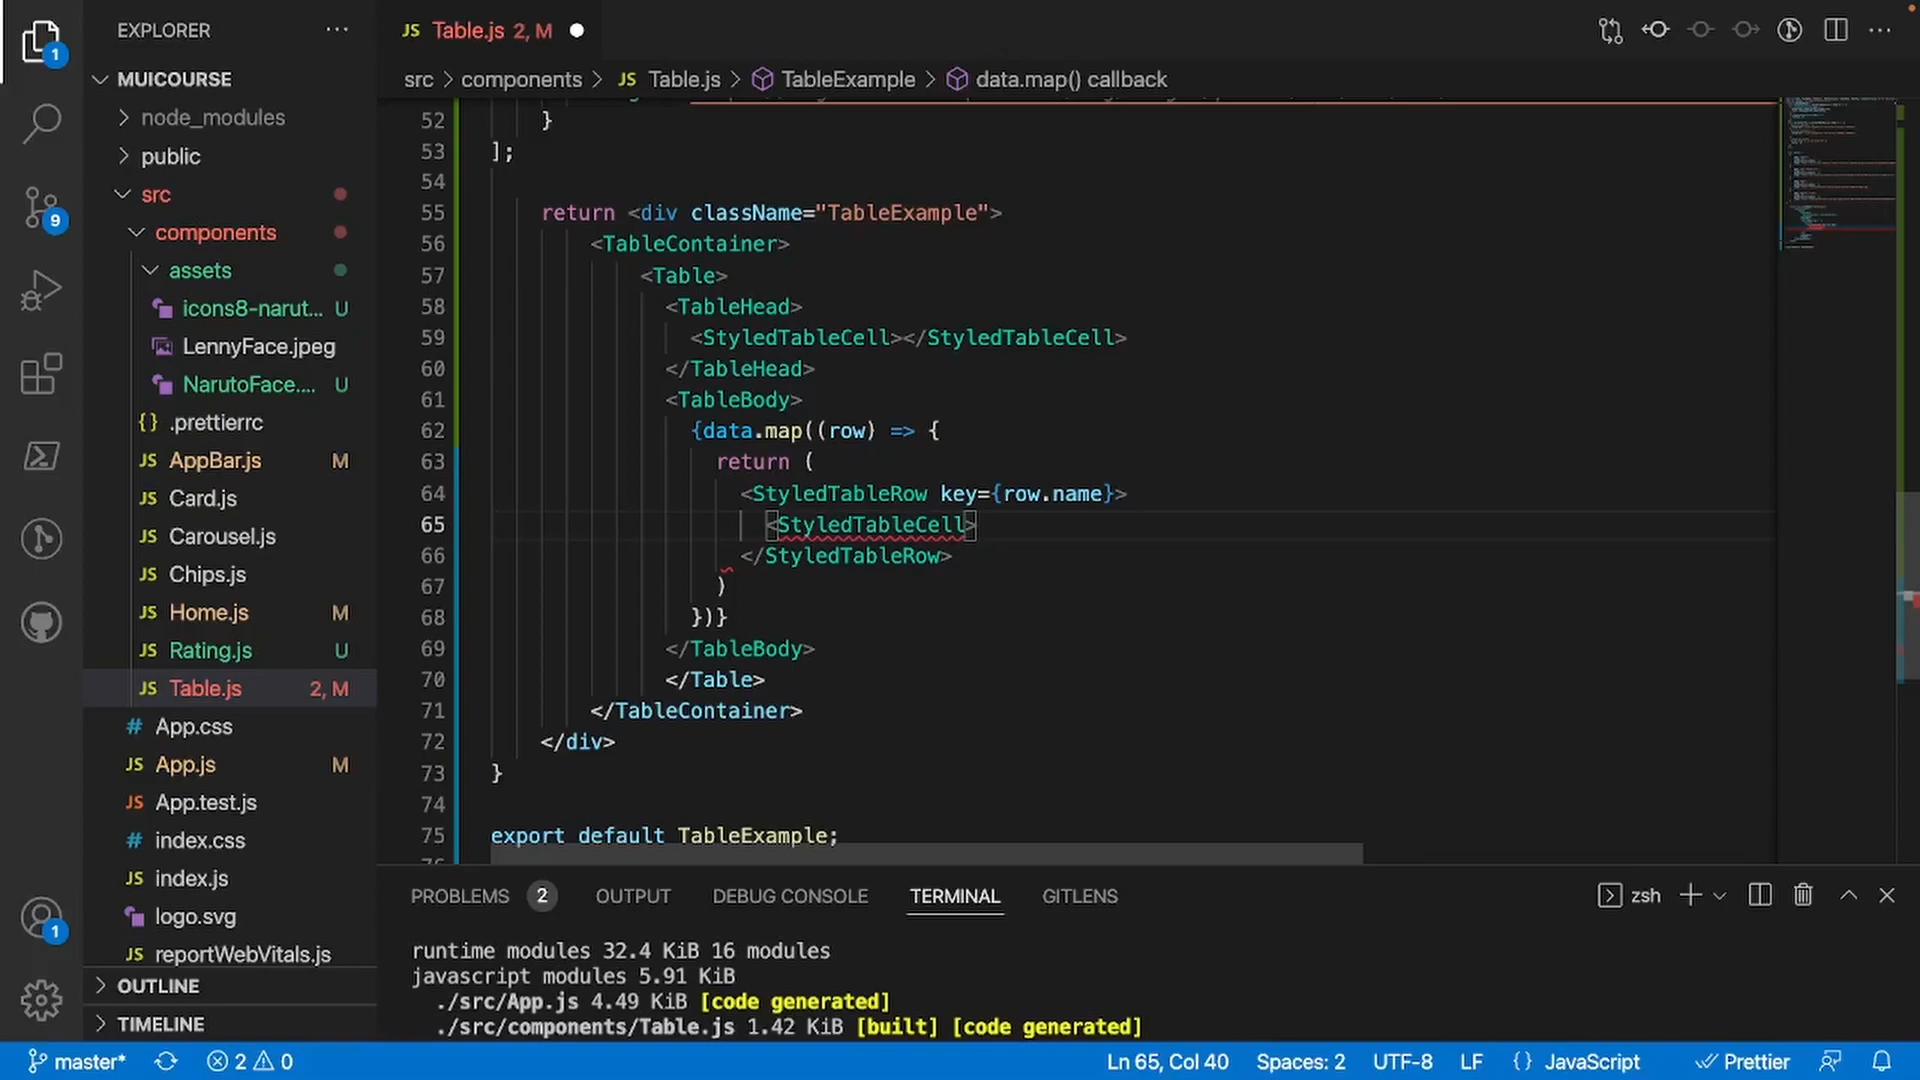 EXPLORER
JS Table.js 2, M
1
MUICOURSE
src > components > JS Table.js > TableExample > data.map() callback
node_modules
public
src
components
assets
icons8-narut... U
LennyFace.jpeg
NarutoFace.... U
{} .prettierrc
JS AppBar.js M
JS Card.js
JS Carousel.js
JS Chips.js
JS Home.js M
JS Rating.js U
JS Table.js 2, M
# App.css
JS App.js M
JS App.test.js
# index.css
JS index.js
logo.svg
JS reportWebVitals.js
OUTLINE
TIMELINE
9
1
52 }
53 ];
54
55 return <div className="TableExample">
56 <TableContainer>
57 <Table>
58 <TableHead>
59 <StyledTableCell></StyledTableCell>
60 </TableHead>
61 <TableBody>
62 {data.map((row) => {
63 return (
64 <StyledTableRow key={row.name}>
65 <StyledTableCell>
66 </StyledTableRow>
67 )
68 })}
69 </TableBody>
70 </Table>
71 </TableContainer>
72 </div>
73 }
74
75 export default TableExample;
PROBLEMS 2 OUTPUT DEBUG CONSOLE TERMINAL GITLENS zsh
runtime modules 32.4 KiB 16 modules
javascript modules 5.91 KiB
./src/App.js 4.49 KiB [code generated]
./src/components/Table.js 1.42 KiB [built] [code generated]
master* 2 0 Ln 65, Col 40 Spaces: 2 UTF-8 LF {} JavaScript Prettier